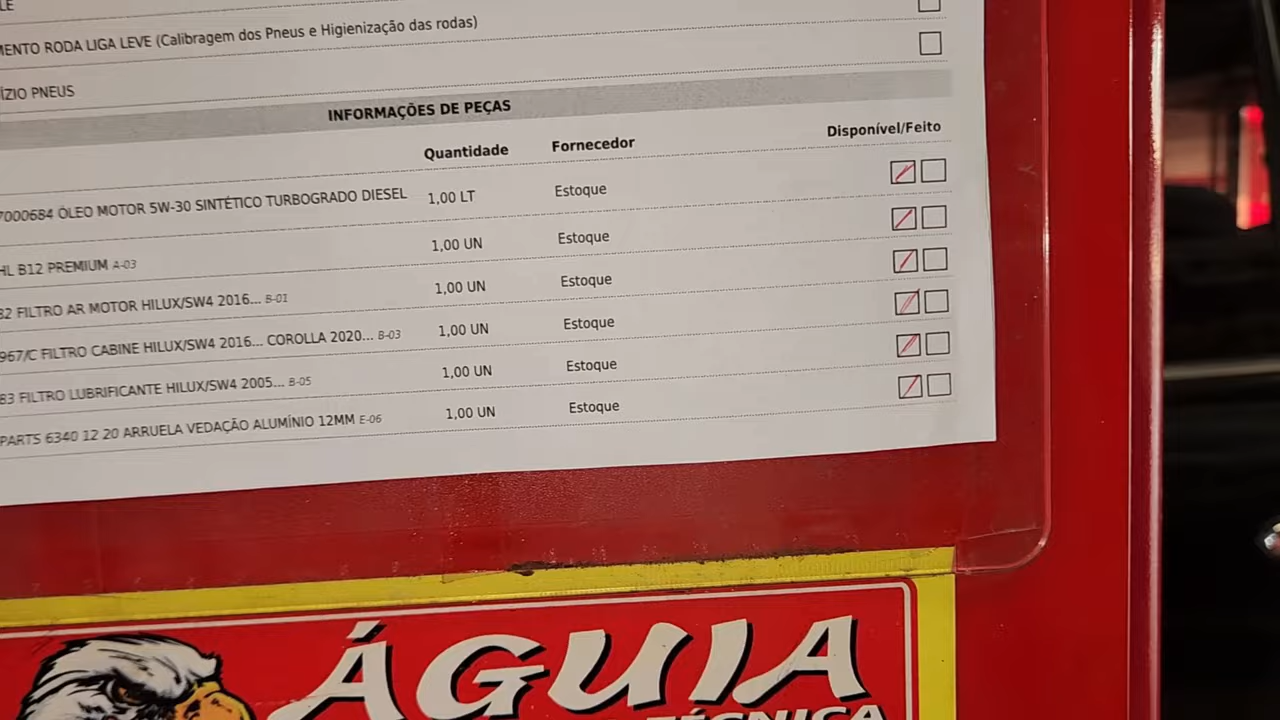 LE
MENTO RODA LIGA LEVE (Calibragem dos Pneus e Higienização das rodas)
ÍZIO PNEUS
INFORMAÇÕES DE PEÇAS
Quantidade Fornecedor Disponível/Feito
7000684 ÓLEO MOTOR 5W-30 SINTÉTICO TURBOGRADO DIESEL 1,00 LT Estoque
HL B12 PREMIUM A-03 1,00 UN Estoque
32 FILTRO AR MOTOR HILUX/SW4 2016... B-01 1,00 UN Estoque
967/C FILTRO CABINE HILUX/SW4 2016... COROLLA 2020... B-03 1,00 UN Estoque
83 FILTRO LUBRIFICANTE HILUX/SW4 2005... B-05 1,00 UN Estoque
PARTS 6340 12 20 ARRUELA VEDAÇÃO ALUMÍNIO 12MM E-06 1,00 UN Estoque
ÁGUIA
TÉCNICA